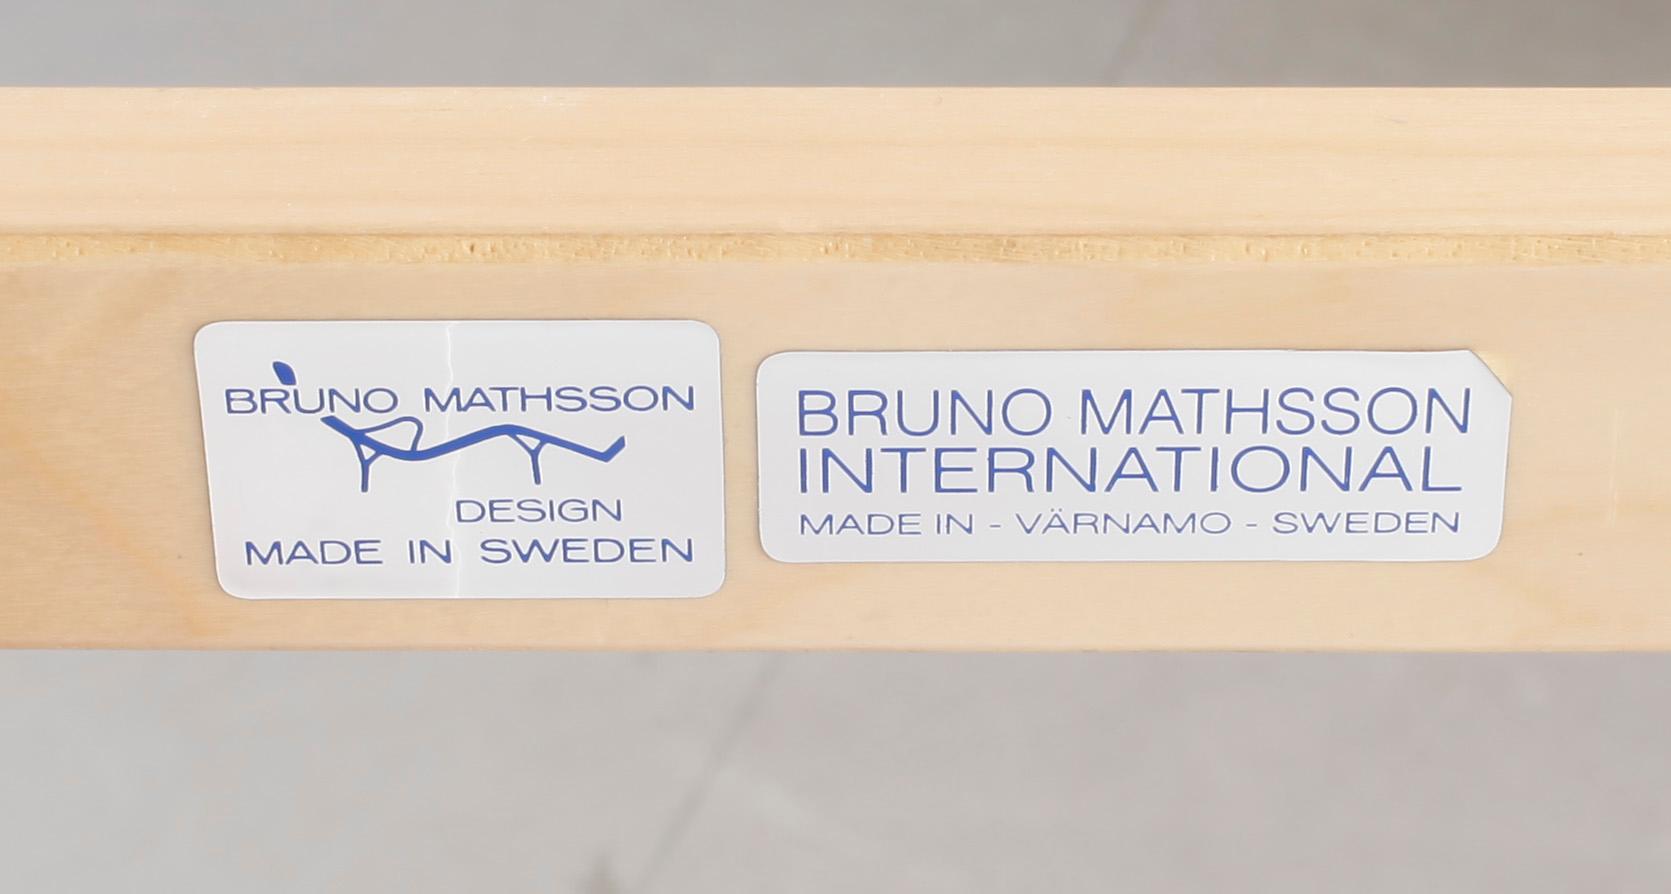 BRUNO MATHSSON
DESIGN
MADE IN SWEDEN
BRUNO MATHSSON
INTERNATIONAL
MADE IN - VÄRNAMO - SWEDEN